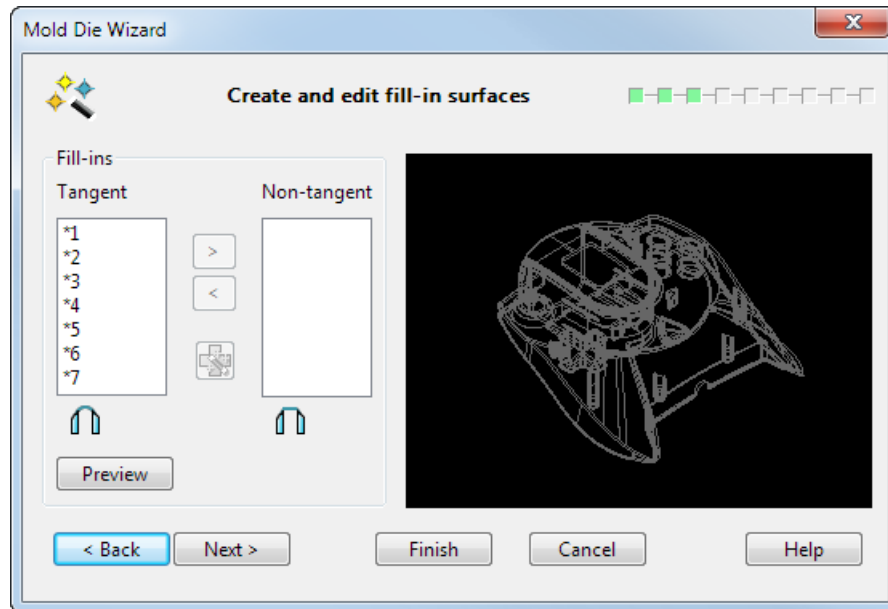 Mold Die Wizard
Create and edit fill-in surfaces
Fill-ins
Tangent
Non-tangent
*1
*2
*3
*4
*5
*6
*7
>
<
Preview
< Back
Next >
Finish
Cancel
Help